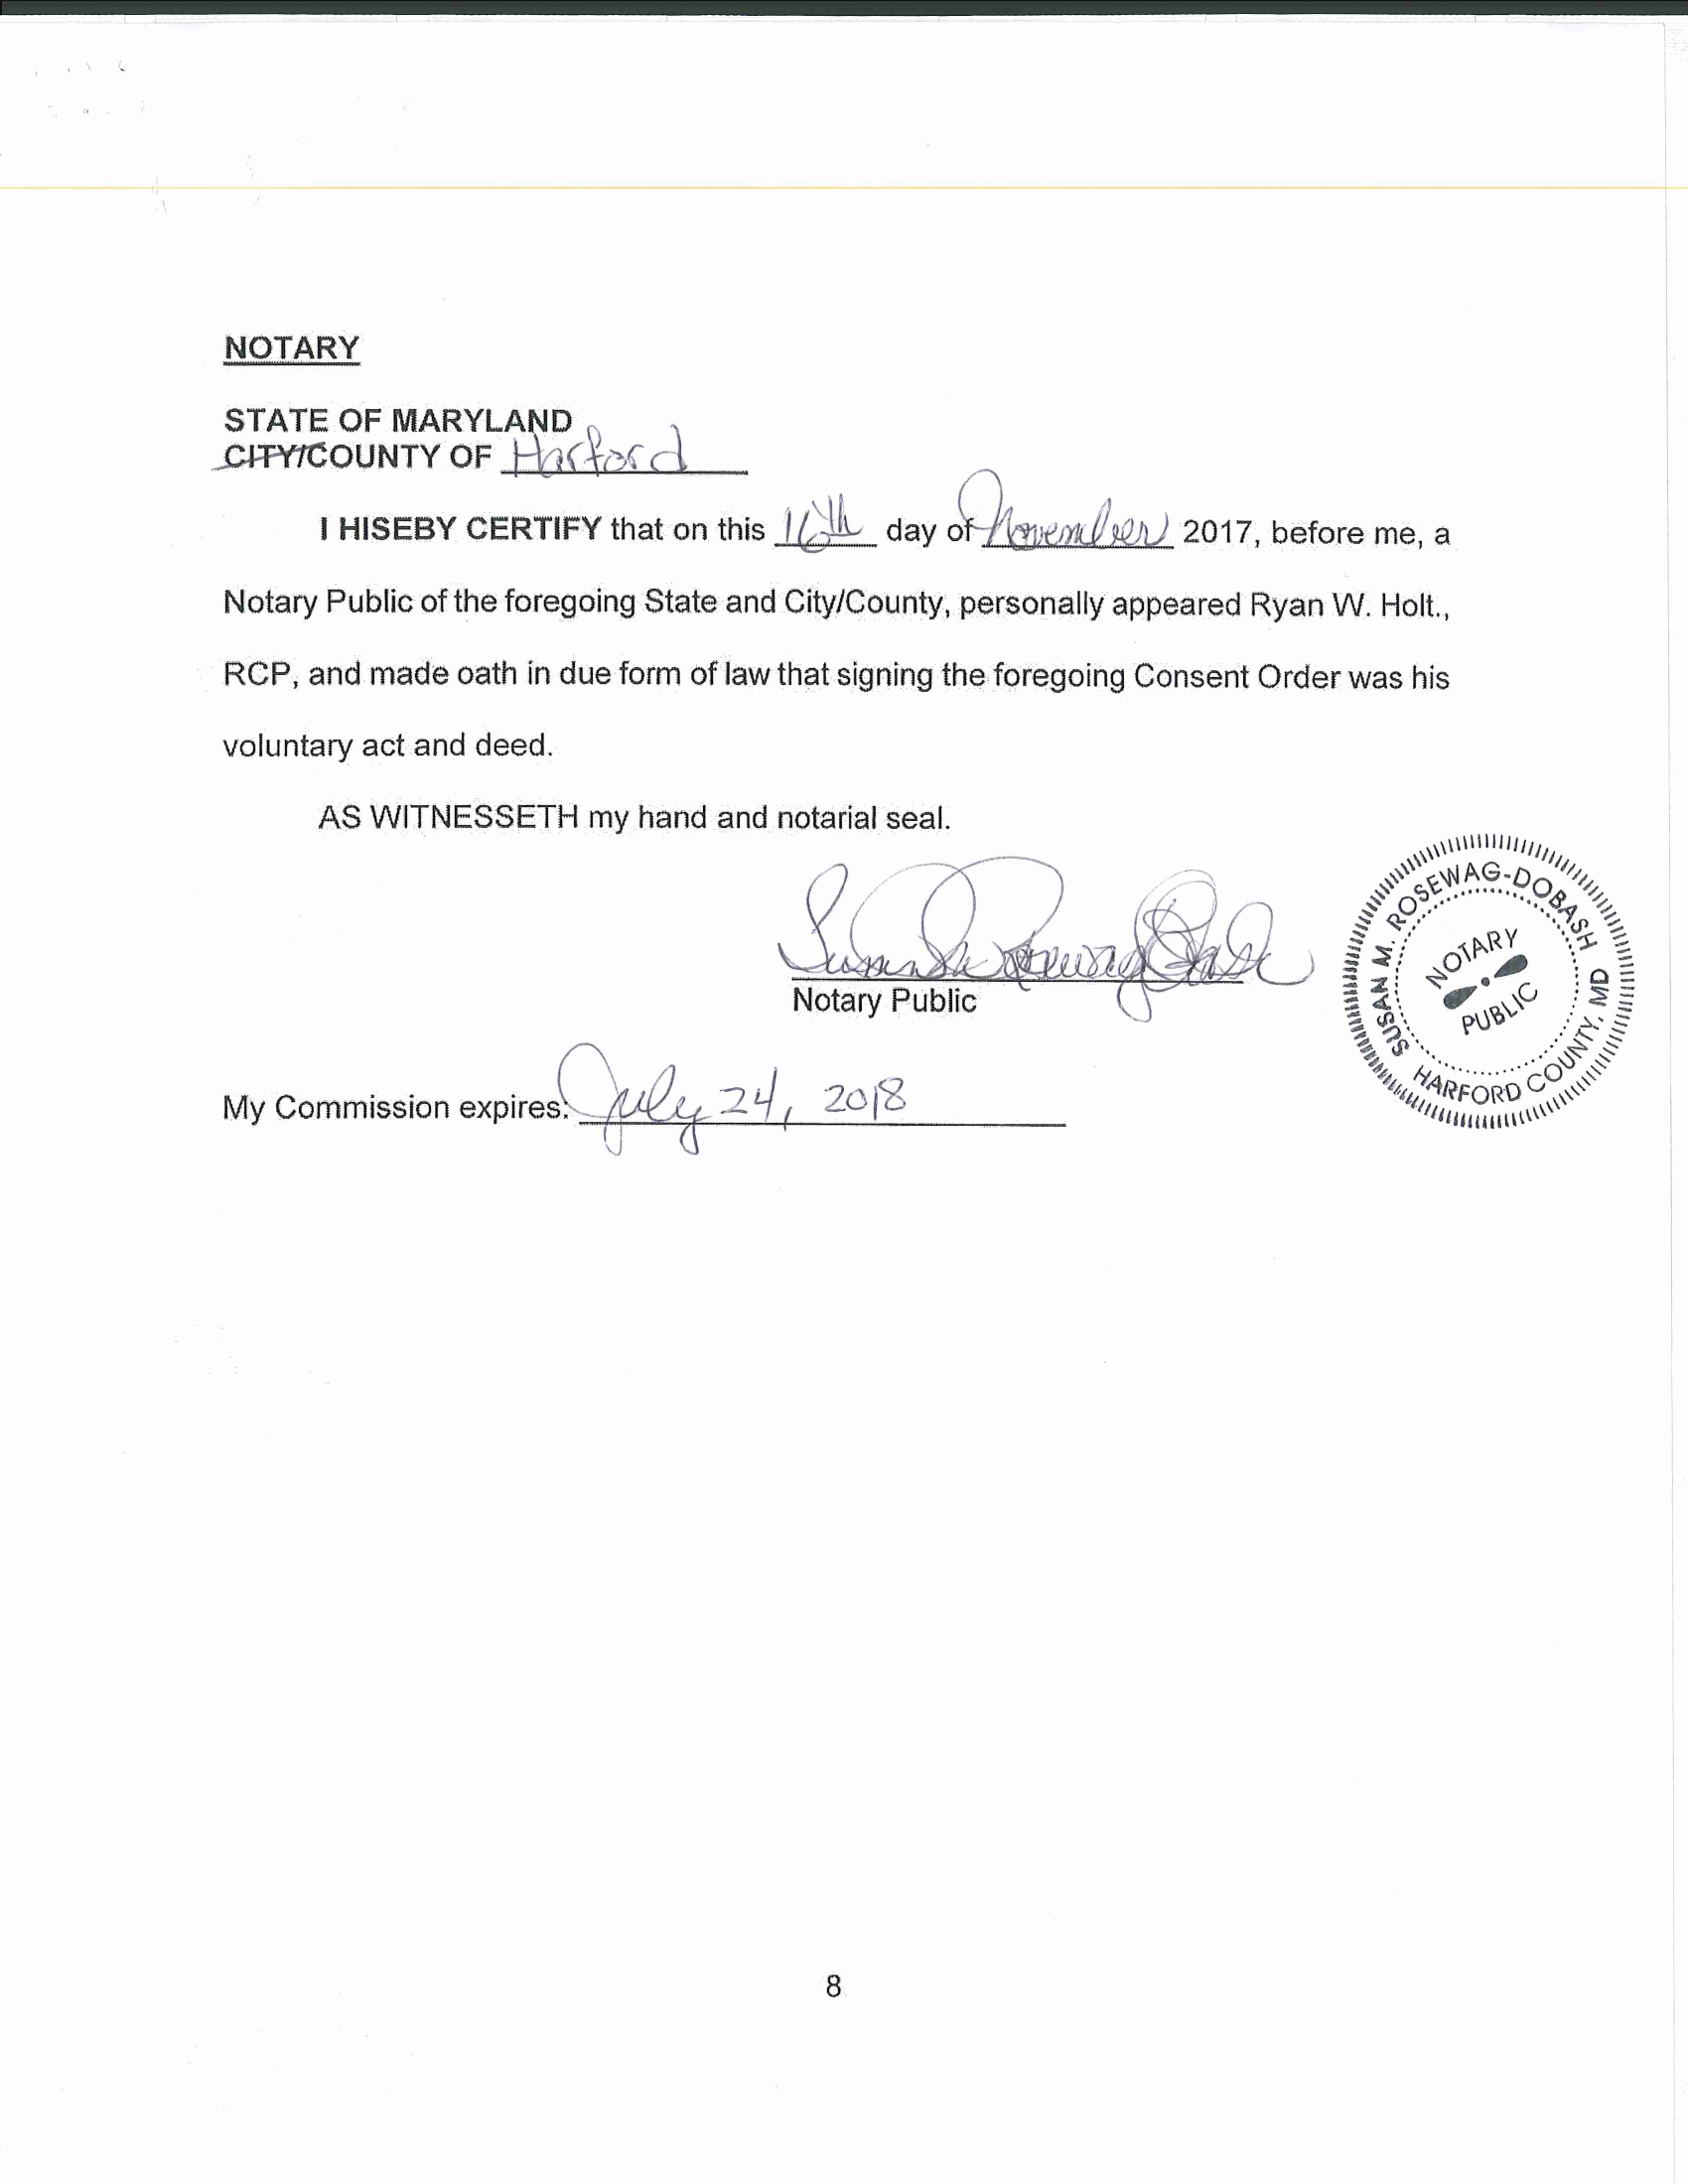 NOTARY
STATE OF MARYLAND
CITY/COUNTY OF Harford
I HISEBY CERTIFY that on this 16th day of November 2017, before me, a
Notary Public of the foregoing State and City/County, personally appeared Ryan W. Holt.,
RCP, and made oath in due form of law that signing the foregoing Consent Order was his
voluntary act and deed.
AS WITNESSETH my hand and notarial seal.
Notary Public
SUSAN M. ROSEWAG-DOBASH
NOTARY
PUBLIC
HARFORD COUNTY, MD
My Commission expires: July 24, 2018
8